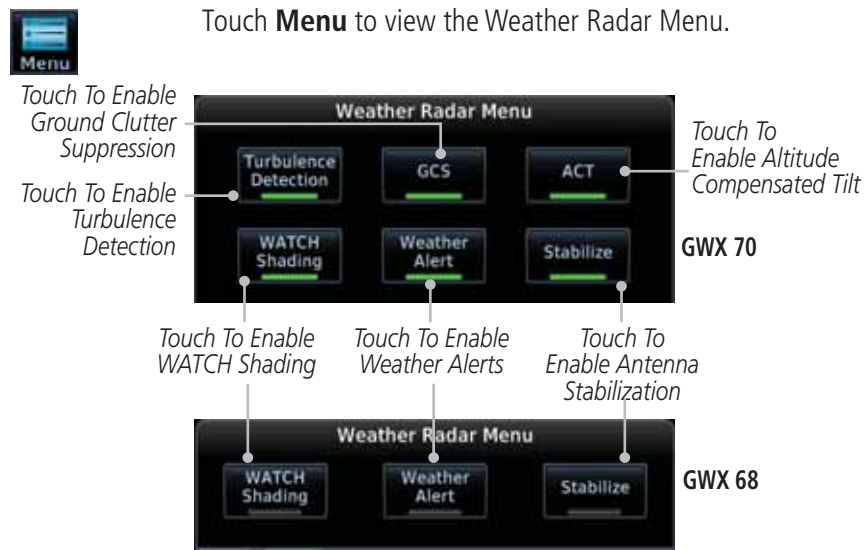 Touch Menu to view the Weather Radar Menu.
Menu
Touch To Enable
Ground Clutter
Suppression
Touch To Enable
Turbulence
Detection
Weather Radar Menu
Turbulence
Detection
GCS
ACT
Touch To
Enable Altitude
Compensated Tilt
WATCH
Shading
Weather
Alert
Stabilize
GWX 70
Touch To Enable
WATCH Shading
Touch To Enable
Weather Alerts
Touch To
Enable Antenna
Stabilization
Weather Radar Menu
WATCH
Shading
Weather
Alert
Stabilize
GWX 68